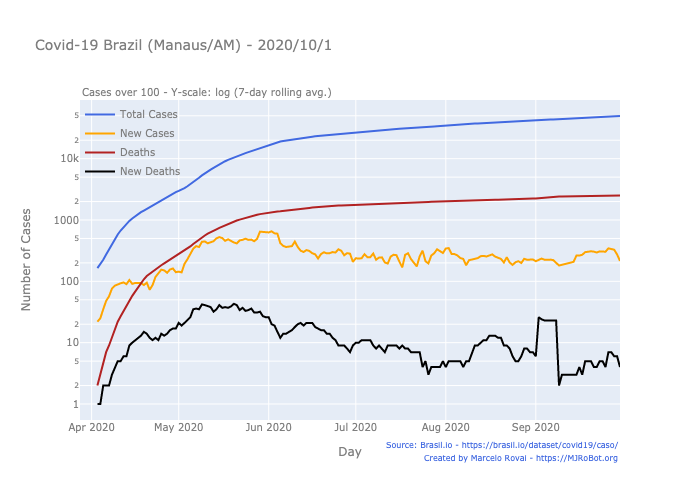 Covid-19 Brazil (Manaus/AM) - 2020/10/1
Cases over 100 - Y-scale: log (7-day rolling avg.)
Total Cases
New Cases
Deaths
New Deaths
5
10k
5
2
1000
5
2
100
5
2
10
5
2
1
Number of Cases
Apr 2020
May 2020
Jun 2020
Jul 2020
Aug 2020
Sep 2020
Day
Source: Brasil.io - https://brasil.io/dataset/covid19/caso/
Created by Marcelo Rovai - https://MJRoBot.org